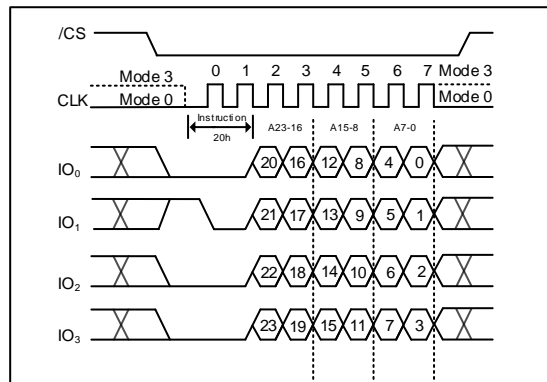 /CS
0 1 2 3 4 5 6 7
Mode 3 Mode 3
CLK Mode 0 Mode 0
Instruction A23-16 A15-8 A7-0
20h
IO0 20 16 12 8 4 0
IO1 21 17 13 9 5 1
IO2 22 18 14 10 6 2
IO3 23 19 15 11 7 3